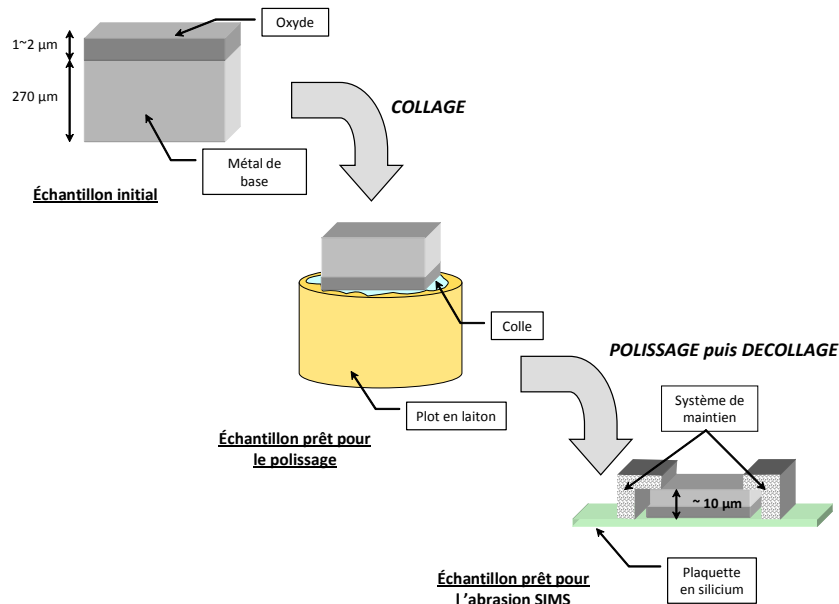 Oxyde
1~2 µm
270 µm
COLLAGE
Métal de
base
Échantillon initial
Colle
POLISSAGE puis DECOLLAGE
Plot en laiton
Système de
maintien
Échantillon prêt pour
le polissage
~ 10 µm
Échantillon prêt pour
l ’abrasion SIMS
Plaquette
en silicium